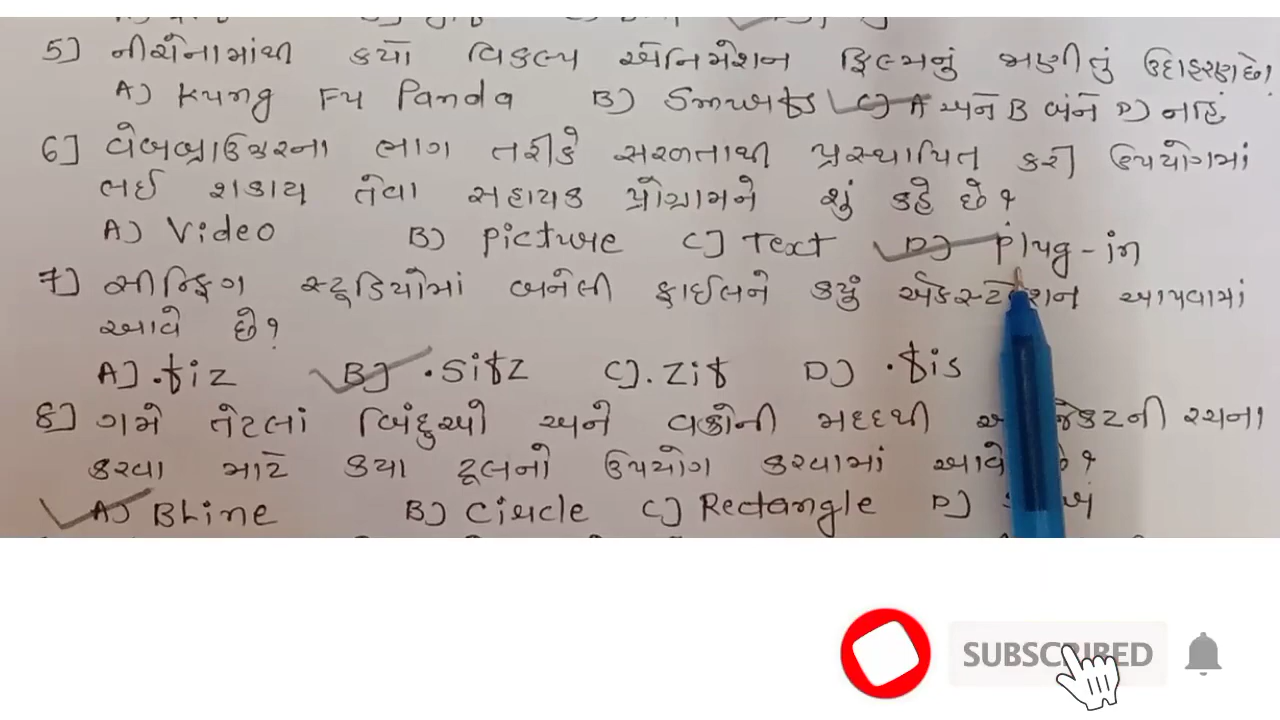 5] નીચેનામાંથી કયો વિકલ્પ એનિમેશન ફિલ્મનું જાણીતું ઉદાહરણ છે?
A) Kung Fu Panda B) Smurfs C) A અને B બંને D) નહિ
6] વેબબ્રાઉઝરના ભાગ તરીકે સરળતાથી પ્રસ્થાપિત કરી ઉપયોગમાં
લઈ શકાય તેવા સહાયક પ્રોગ્રામને શું કહે છે?
A) Video B) Picture C) Text D) Plug-in
7] સીન્ફિગ સ્ટૂડિયોમાં બનેલી ફાઈલને કયું એક્સ્ટેન્શન આપવામાં
આવે છે?
A) .fiz B) .Sifz C) .Zif D) .fis
8] ગમે તેટલાં બિંદુઓ અને વક્રોની મદદથી ઓબ્જેક્ટની રચના
કરવા માટે કયા ટૂલનો ઉપયોગ કરવામાં આવે છે?
A) BLine B) Circle C) Rectangle D)
SUBSCRIBED